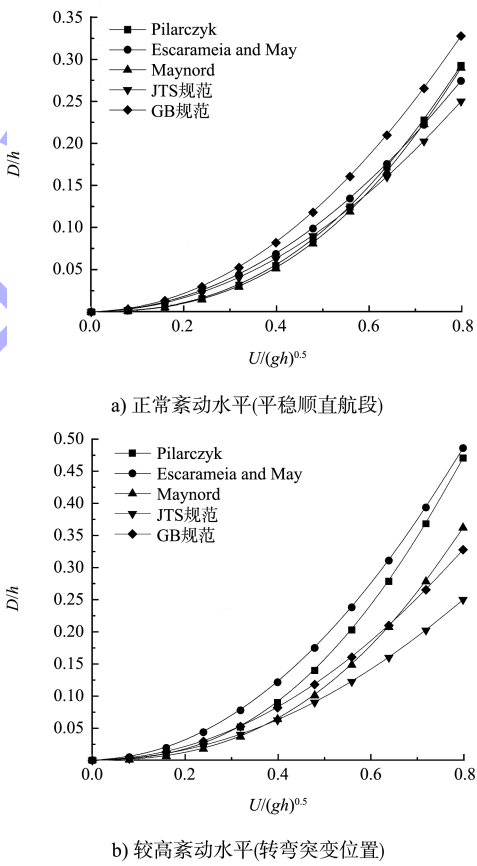 0.35
Pilarczyk
Escarameia and May
Maynord
JTS规范
GB规范
0.30
0.25
0.20
0.15
0.10
0.05
D/h
0.0 0.2 0.4 0.6 0.8
U/(gh)^0.5
a) 正常紊动水平(平稳顺直航段)
0.50
Pilarczyk
Escarameia and May
Maynord
JTS规范
GB规范
0.45
0.40
0.35
0.30
0.25
0.20
0.15
0.10
0.05
D/h
0.0 0.2 0.4 0.6 0.8
U/(gh)^0.5
b) 较高紊动水平(转弯突变位置)